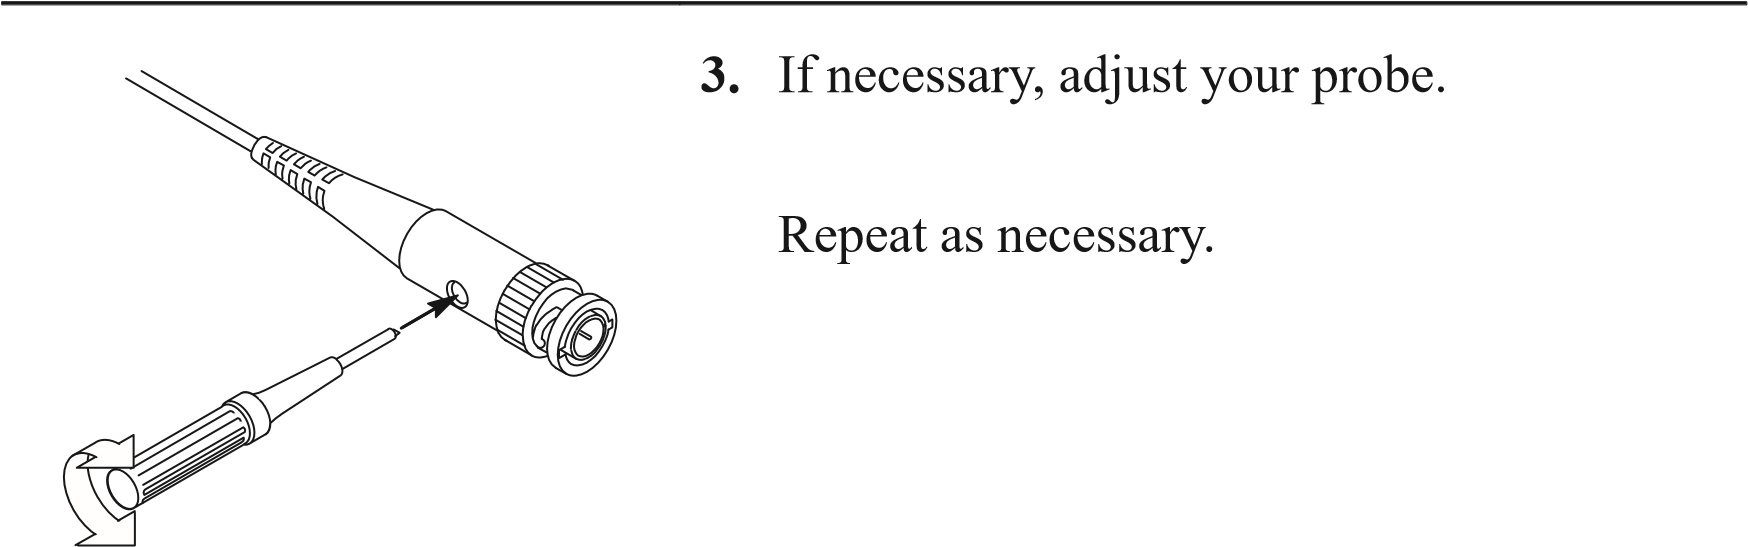 3. If necessary, adjust your probe.
Repeat as necessary.